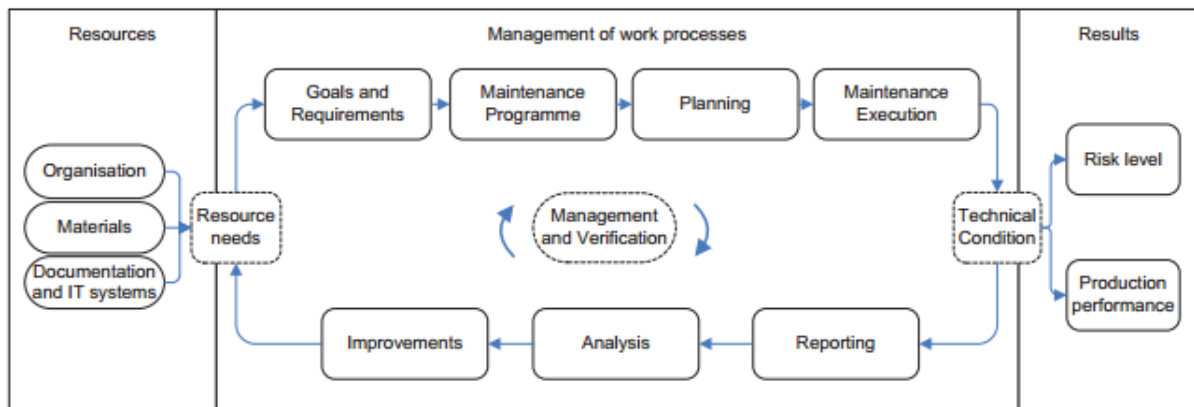 Resources
Management of work processes
Results
Goals and
Requirements
Maintenance
Programme
Planning
Maintenance
Execution
Organisation
Materials
Documentation
and IT systems
Resource
needs
Management
and Verification
Technical
Condition
Risk level
Production
performance
Improvements
Analysis
Reporting